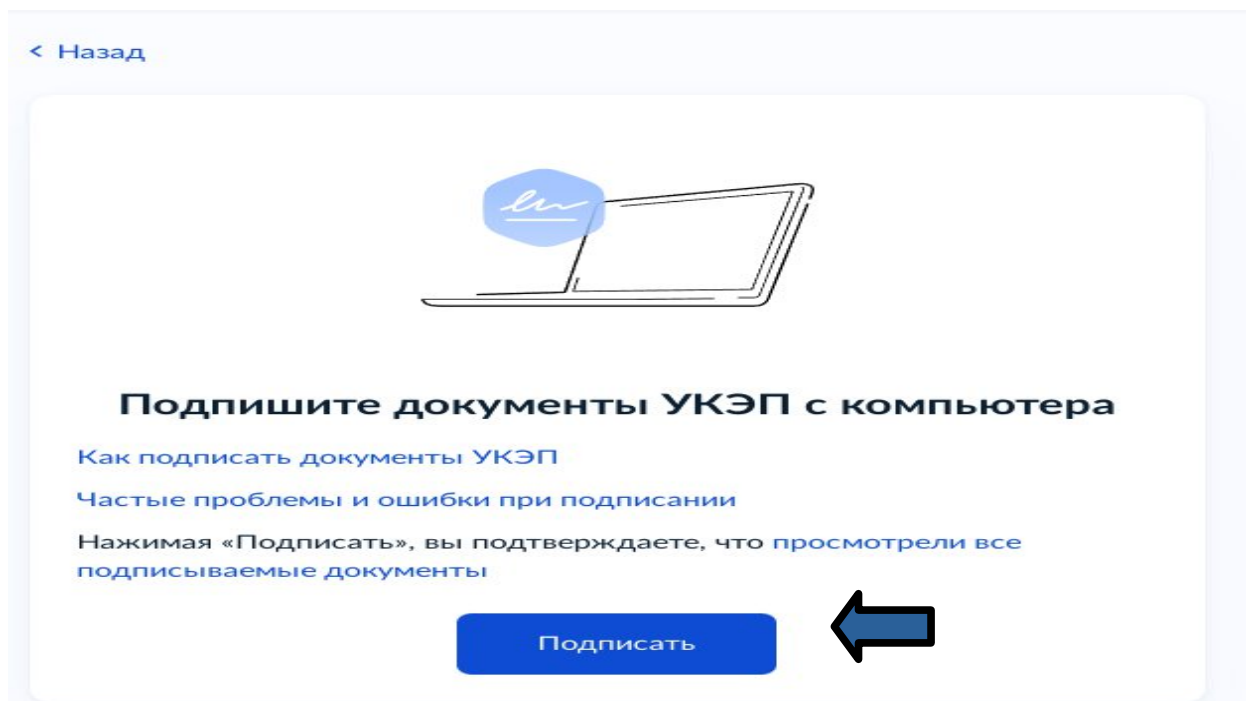 < Назад
Подпишите документы УКЭП с компьютера
Как подписать документы УКЭП
Частые проблемы и ошибки при подписании
Нажимая «Подписать», вы подтверждаете, что просмотрели все
подписываемые документы
Подписать